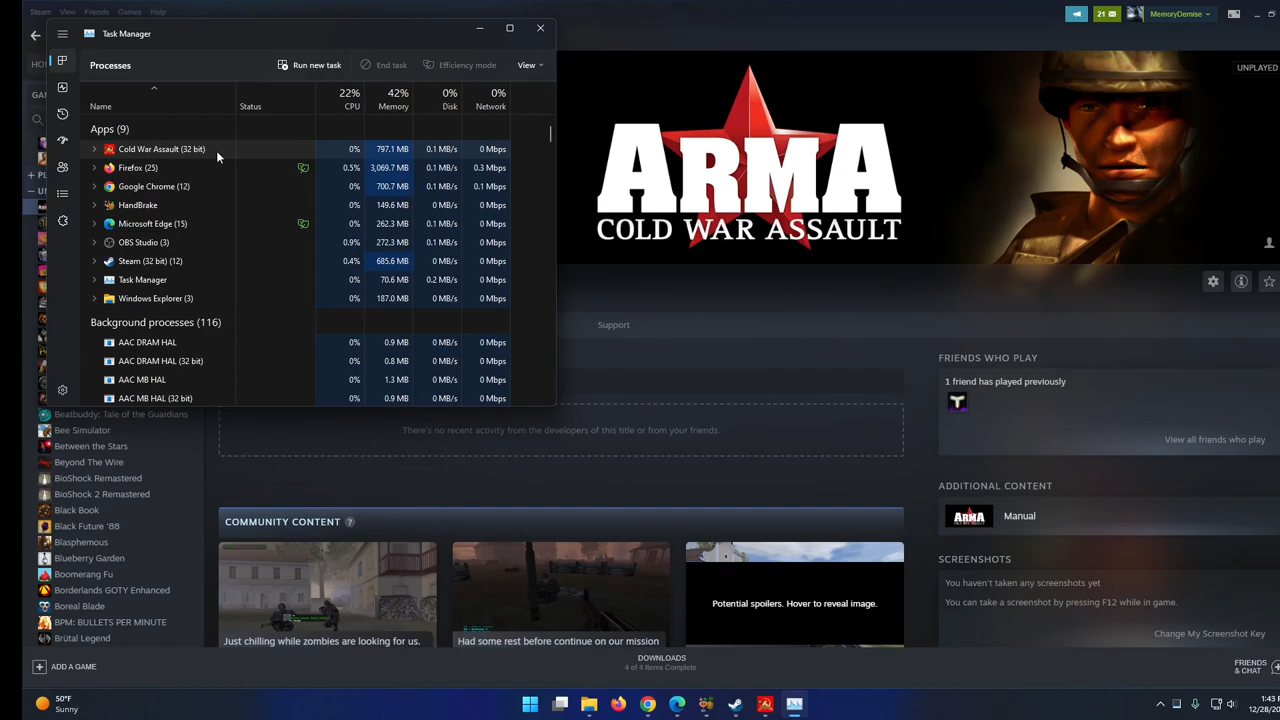 Steam View Friends Games Help
21
MemoryDemise
Task Manager
Processes
Run new task
End task
Efficiency mode
View
Name
Status
22% CPU
42% Memory
0% Disk
0% Network
Apps (9)
Cold War Assault (32 bit) 0% 797.1 MB 0.1 MB/s 0 Mbps
Firefox (25) 0.5% 3,069.7 MB 0.1 MB/s 0.3 Mbps
Google Chrome (12) 0% 700.7 MB 0.1 MB/s 0.1 Mbps
HandBrake 0% 149.6 MB 0 MB/s 0 Mbps
Microsoft Edge (15) 0% 262.3 MB 0.1 MB/s 0 Mbps
OBS Studio (3) 0.9% 272.3 MB 0.1 MB/s 0 Mbps
Steam (32 bit) (12) 0.4% 685.6 MB 0.1 MB/s 0 Mbps
Task Manager 0% 70.6 MB 0.2 MB/s 0 Mbps
Windows Explorer (3) 0% 187.0 MB 0 MB/s 0 Mbps
Background processes (116)
AAC DRAM HAL 0% 0.9 MB 0 MB/s 0 Mbps
AAC DRAM HAL (32 bit) 0% 0.8 MB 0 MB/s 0 Mbps
AAC MB HAL 0% 1.3 MB 0 MB/s 0 Mbps
AAC MB HAL (32 bit) 0% 0.9 MB 0 MB/s 0 Mbps
UNPLAYED
ARMA
COLD WAR ASSAULT
Support
Beatbuddy: Tale of the Guardians
Bee Simulator
Between the Stars
Beyond The Wire
BioShock Remastered
BioShock 2 Remastered
Black Book
Black Future '88
Blasphemous
Blueberry Garden
Boomerang Fu
Borderlands GOTY Enhanced
Boreal Blade
BPM: BULLETS PER MINUTE
Brütal Legend
There's no recent activity from the developers of this title or from your friends.
COMMUNITY CONTENT ?
Just chilling while zombies are looking for us.
Had some rest before continue on our mission
Potential spoilers. Hover to reveal image.
FRIENDS WHO PLAY
1 friend has played previously
View all friends who play
ADDITIONAL CONTENT
Manual
SCREENSHOTS
You haven't taken any screenshots yet
You can take a screenshot by pressing F12 while in game.
Change My Screenshot Key
ADD A GAME
DOWNLOADS
4 of 4 Items Complete
FRIENDS
& CHAT
50°F
Sunny
1:43
12/28/20